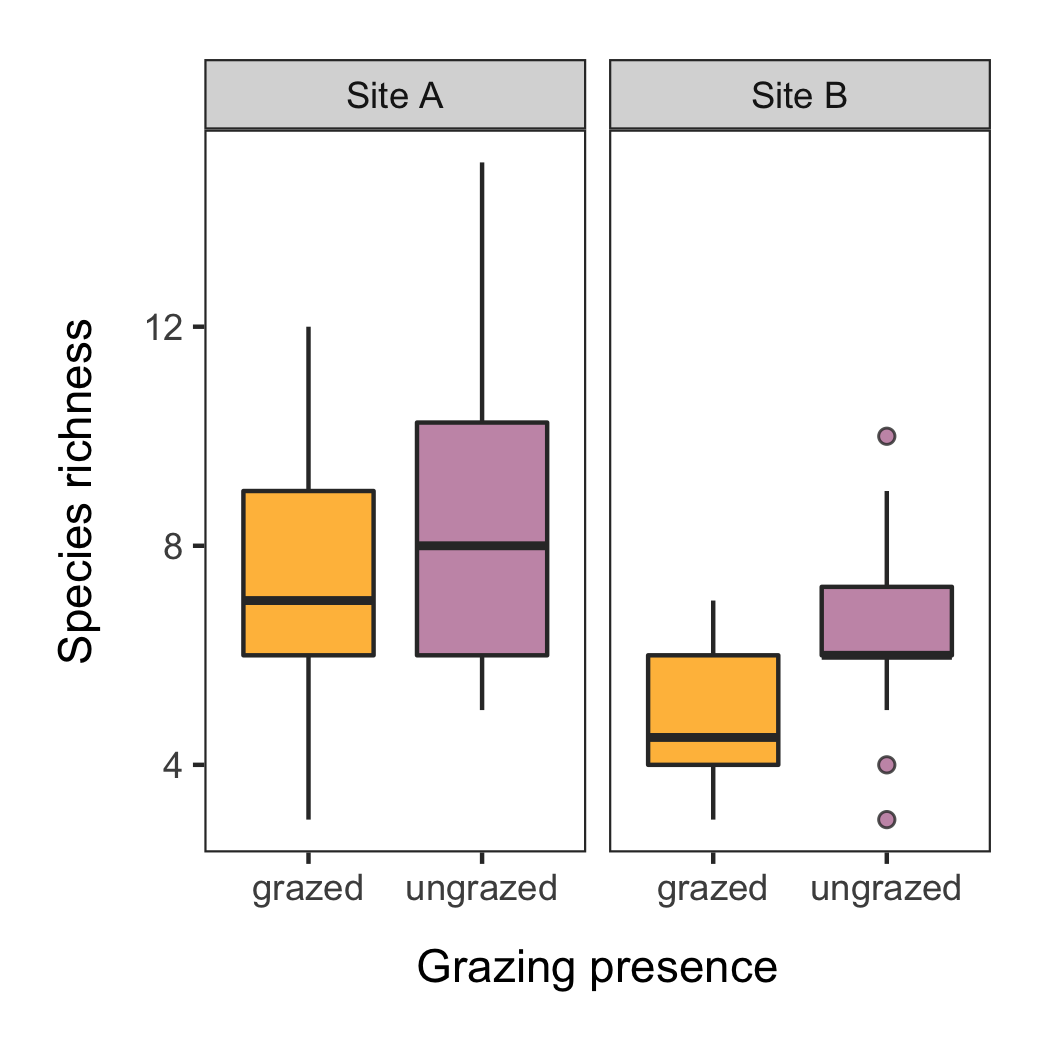 Site A
Site B
Species richness
12
8
4
grazed
ungrazed
grazed
ungrazed
Grazing presence